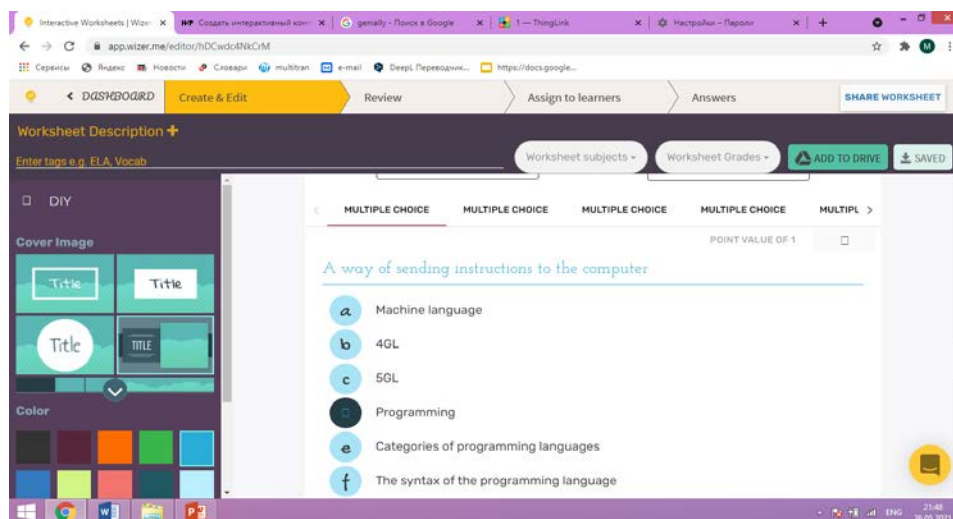 Interactive Worksheets | Wizer
Создать интерактивный конт
genially - Поиск в Google
1 — ThingLink
Настройки – Пароли
app.wizer.me/editor/hDCwdc4NkCrM
M
Сервисы
Яндекс
Новости
Словари
multitran
e-mail
DeepL Переводчик...
https://docs.google...
< DASHBOARD
Create & Edit
Review
Assign to learners
Answers
SHARE WORKSHEET
Worksheet Description +
Enter tags e.g. ELA, Vocab
Worksheet subjects
Worksheet Grades
ADD TO DRIVE
SAVED
DIY
Cover Image
Title
Title
Title
TITLE
Color
MULTIPLE CHOICE
MULTIPLE CHOICE
MULTIPLE CHOICE
MULTIPLE CHOICE
MULTIPL
POINT VALUE OF 1
A way of sending instructions to the computer
a Machine language
b 4GL
c 5GL
Programming
e Categories of programming languages
f The syntax of the programming language
ENG
21:48
26.05.2021